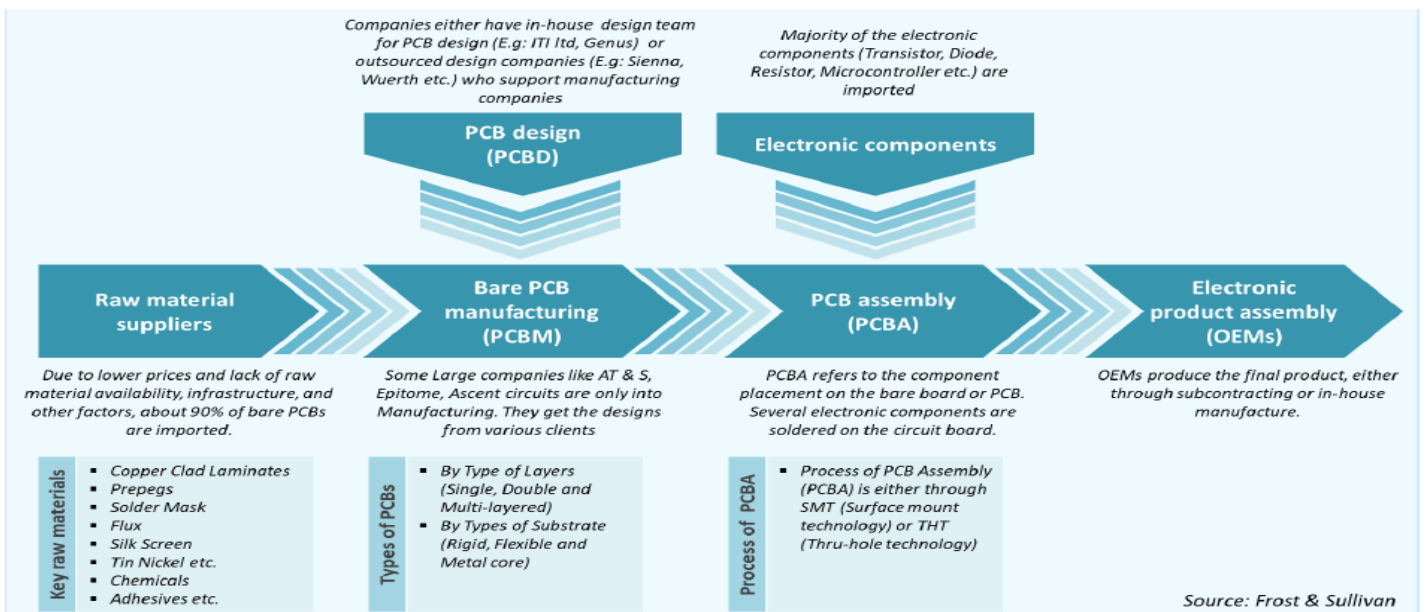 Companies either have in-house design team
for PCB design (E.g: ITI ltd, Genus) or
outsourced design companies (E.g: Sienna,
Wuerth etc.) who support manufacturing
companies
Majority of the electronic
components (Transistor, Diode,
Resistor, Microcontroller etc.) are
imported
PCB design
(PCBD)
Electronic components
Raw material
suppliers
Bare PCB
manufacturing
(PCBM)
PCB assembly
(PCBA)
Electronic
product assembly
(OEMs)
Due to lower prices and lack of raw
material availability, infrastructure, and
other factors, about 90% of bare PCBs
are imported.
Some Large companies like AT & S,
Epitome, Ascent circuits are only into
Manufacturing. They get the designs
from various clients
PCBA refers to the component
placement on the bare board or PCB.
Several electronic components are
soldered on the circuit board.
OEMs produce the final product, either
through subcontracting or in-house
manufacture.
Key raw materials
▪ Copper Clad Laminates
▪ Prepegs
▪ Solder Mask
▪ Flux
▪ Silk Screen
▪ Tin Nickel etc.
▪ Chemicals
▪ Adhesives etc.
Types of PCBs
▪ By Type of Layers
(Single, Double and
Multi-layered)
▪ By Types of Substrate
(Rigid, Flexible and
Metal core)
Process of PCBA
▪ Process of PCB Assembly
(PCBA) is either through
SMT (Surface mount
technology) or THT
(Thru-hole technology)
Source: Frost & Sullivan